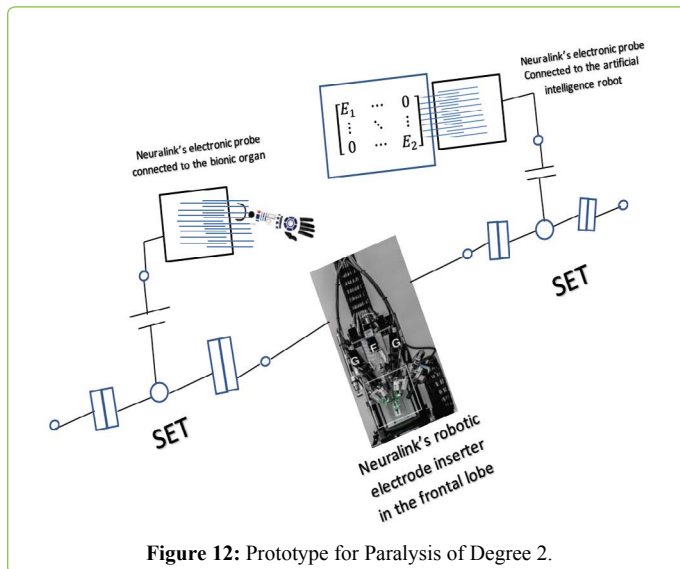 Neuralink's electronic probe
Connected to the artificial
intelligence robot
E₁ ⋯ 0
⋮ ⋱ ⋮
0 ⋯ E₂
Neuralink's electronic probe
connected to the bionic organ
SET
I
F
G
G
SET
Neuralink's robotic
electrode inserter
in the frontal lobe
Figure 12: Prototype for Paralysis of Degree 2.